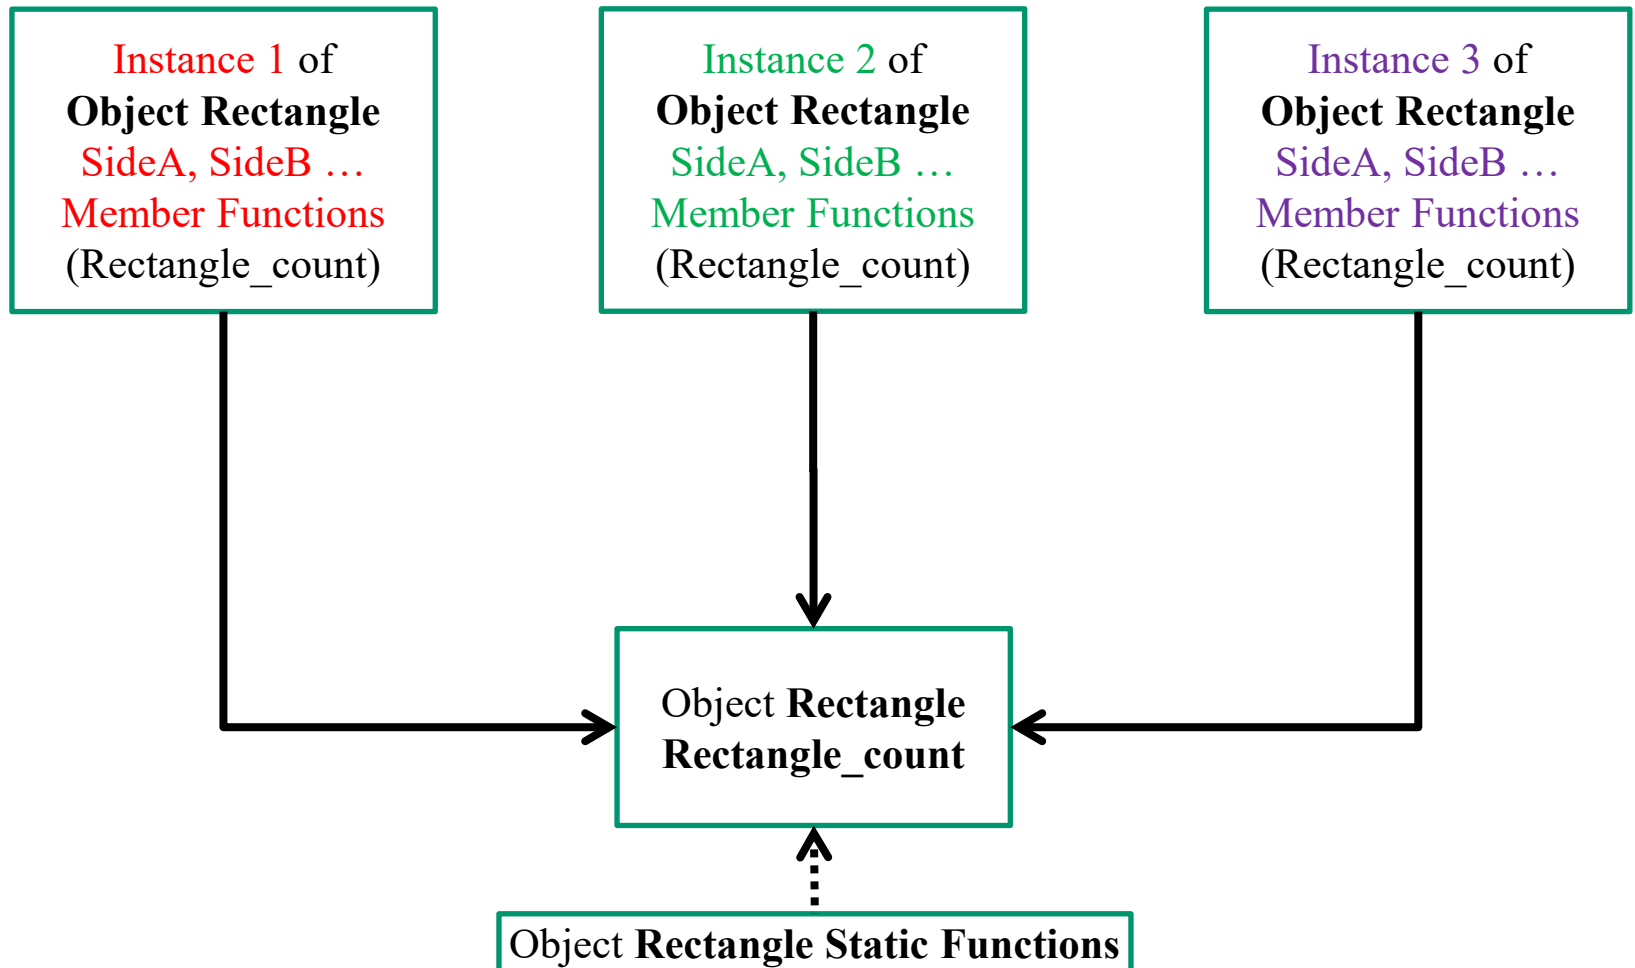 Instance 1 of
Object Rectangle
SideA, SideB …
Member Functions
(Rectangle_count)
Instance 2 of
Object Rectangle
SideA, SideB …
Member Functions
(Rectangle_count)
Instance 3 of
Object Rectangle
SideA, SideB …
Member Functions
(Rectangle_count)
Object Rectangle
Rectangle_count
Object Rectangle Static Functions